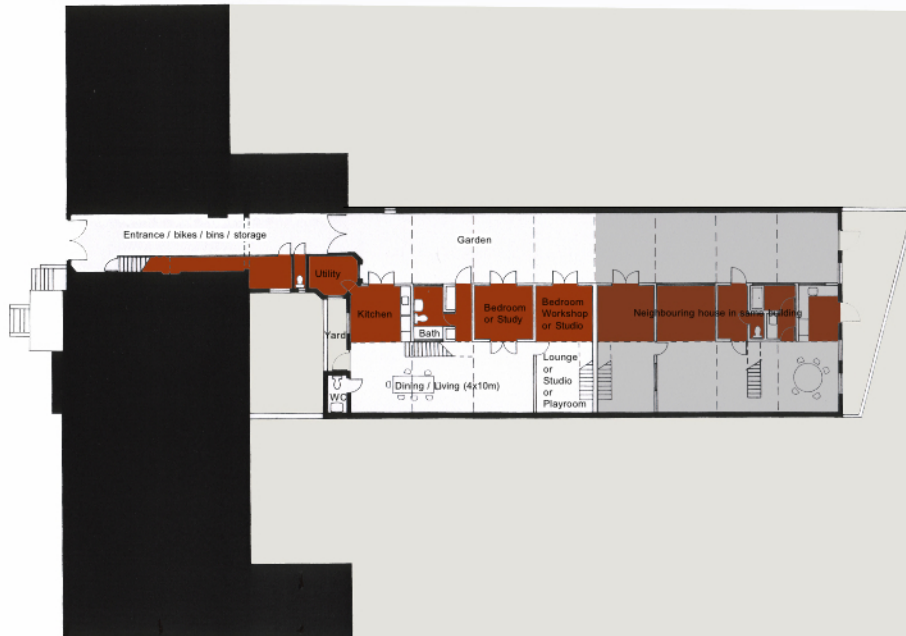 Entrance / bikes / bins / storage
Garden
Utility
Kitchen
Bath
Bedroom
or Study
Bedroom
Workshop
or Studio
Neighbouring house in same building
Yard
WC
Dining / Living (4x10m)
Lounge
or
Studio
or
Playroom